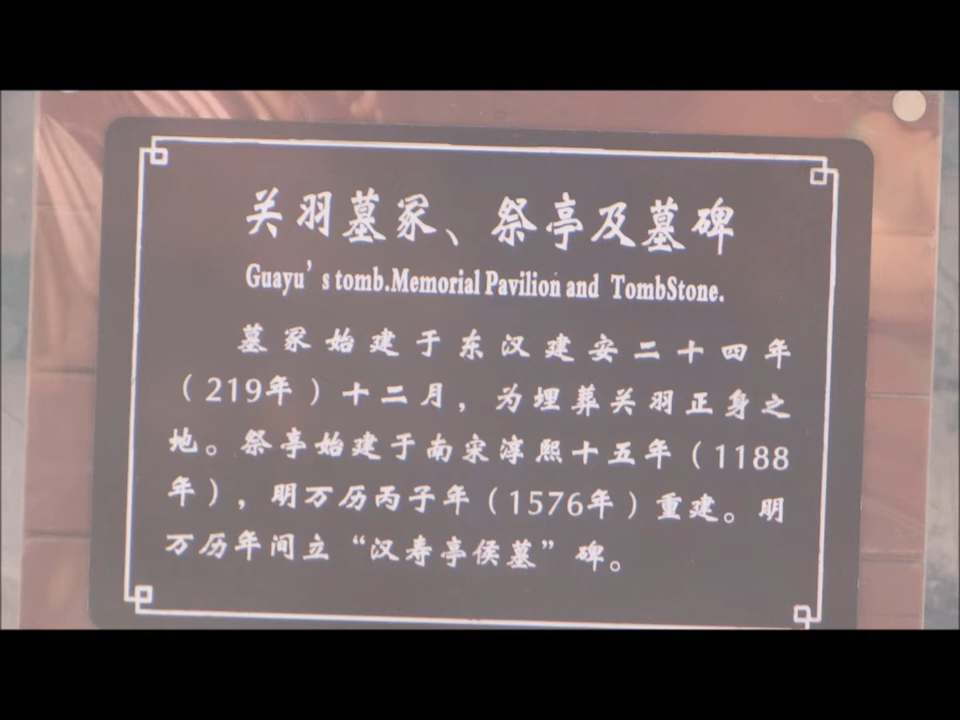 关羽墓冢、祭亭及墓碑
Guayu's tomb.Memorial Pavilion and TombStone.
墓冢始建于东汉建安二十四年
（219年）十二月，为埋葬关羽正身之
地。祭亭始建于南宋淳熙十五年（1188
年），明万历丙子年（1576年）重建。明
万历年间立“汉寿亭侯墓”碑。